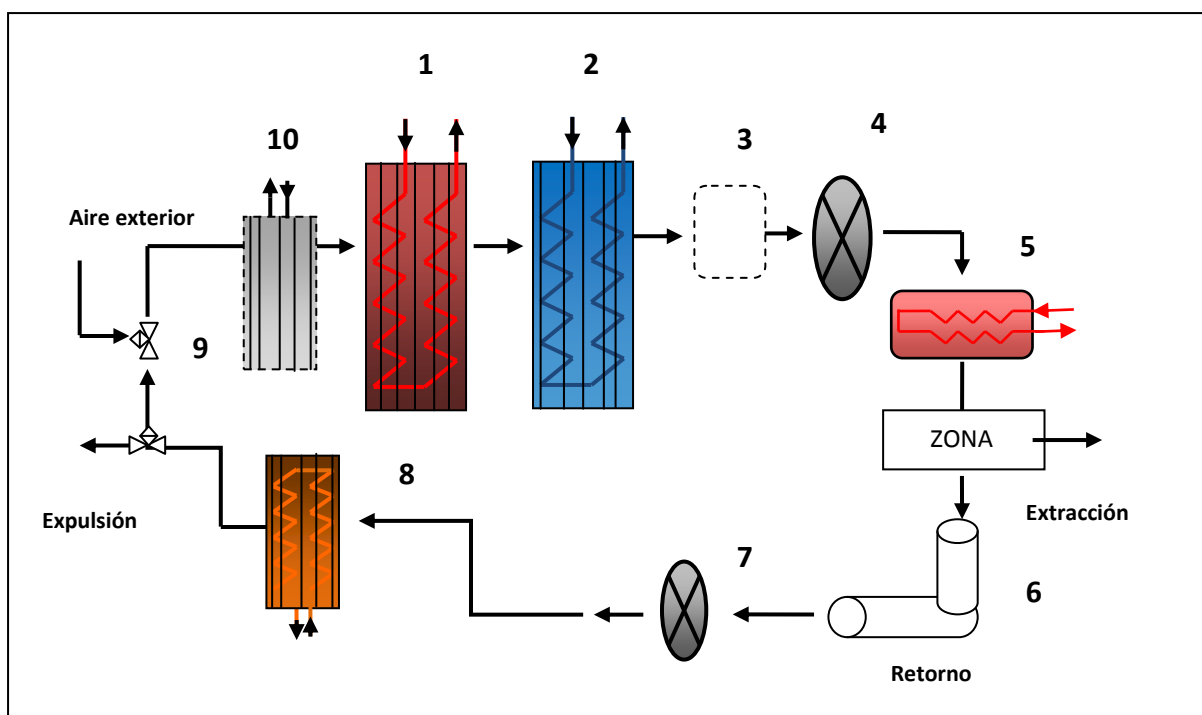 1
2
3
4
10
Aire exterior
5
9
ZONA
8
Expulsión
Extracción
7
6
Retorno